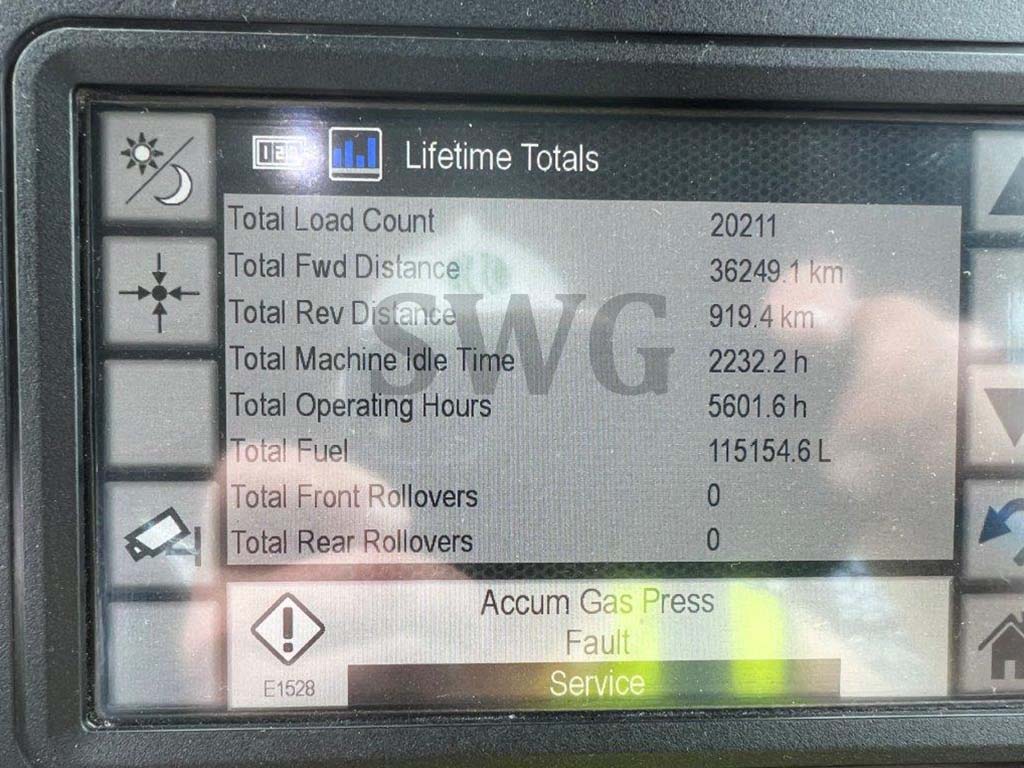 Lifetime Totals
Total Load Count 20211
Total Fwd Distance 36249.1 km
Total Rev Distance 919.4 km
SWG
Total Machine Idle Time 2232.2 h
Total Operating Hours 5601.6 h
Total Fuel 115154.6 L
Total Front Rollovers 0
Total Rear Rollovers 0
Accum Gas Press
Fault
E1528 Service